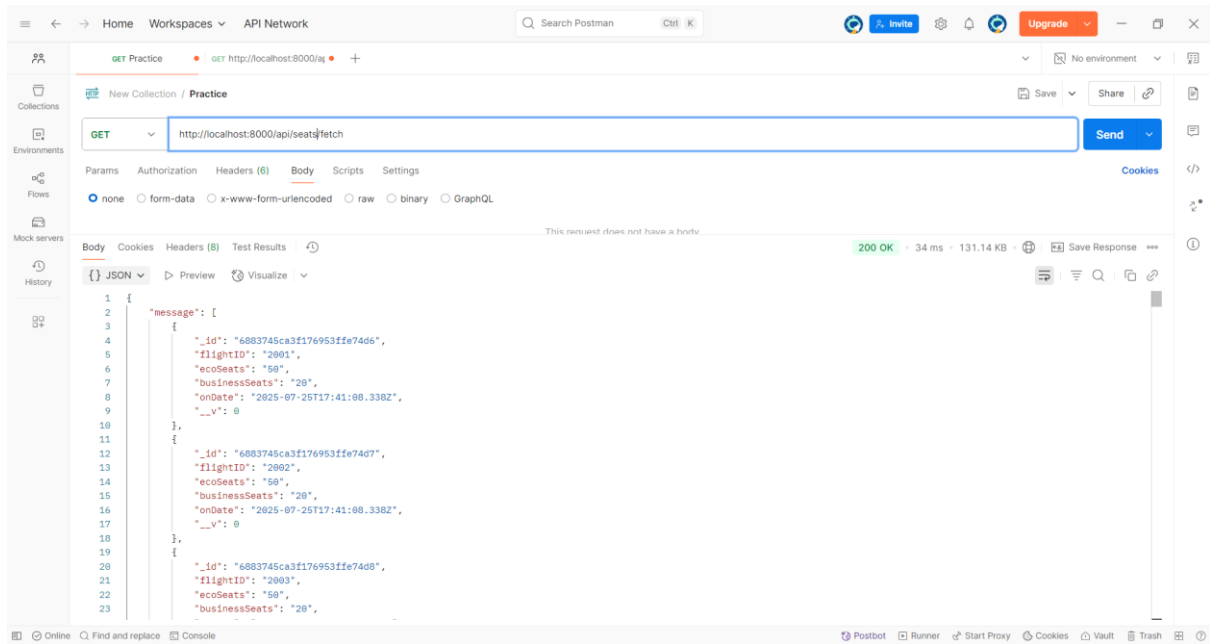 Home Workspaces API Network Search Postman Ctrl K Invite Upgrade
GET Practice GET http://localhost:8000/ap No environment
New Collection / Practice Save Share
GET http://localhost:8000/api/seats/fetch Send
Params Authorization Headers (6) Body Scripts Settings Cookies
none form-data x-www-form-urlencoded raw binary GraphQL
This request does not have a body
Body Cookies Headers (8) Test Results 200 OK 34 ms 131.14 KB Save Response
{} JSON Preview Visualize
1 {
2 "message": [
3 {
4 "_id": "6883745ca3f176953ffe74d6",
5 "flightID": "2001",
6 "ecoSeats": "50",
7 "businessSeats": "20",
8 "onDate": "2025-07-25T17:41:08.338Z",
9 "__v": 0
10 },
11 {
12 "_id": "6883745ca3f176953ffe74d7",
13 "flightID": "2002",
14 "ecoSeats": "50",
15 "businessSeats": "20",
16 "onDate": "2025-07-25T17:41:08.338Z",
17 "__v": 0
18 },
19 {
20 "_id": "6883745ca3f176953ffe74d8",
21 "flightID": "2003",
22 "ecoSeats": "50",
23 "businessSeats": "20",
Collections
Environments
Flows
Mock servers
History
Online Find and replace Console Postbot Runner Start Proxy Cookies Vault Trash